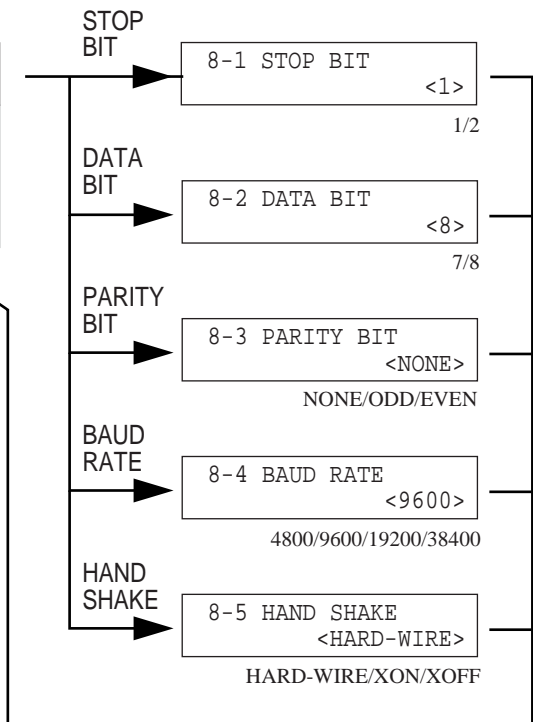 STOP
BIT
8-1 STOP BIT
<1>
1/2
DATA
BIT
8-2 DATA BIT
<8>
7/8
PARITY
BIT
8-3 PARITY BIT
<NONE>
NONE/ODD/EVEN
BAUD
RATE
8-4 BAUD RATE
<9600>
4800/9600/19200/38400
HAND
SHAKE
8-5 HAND SHAKE
<HARD-WIRE>
HARD-WIRE/XON/XOFF